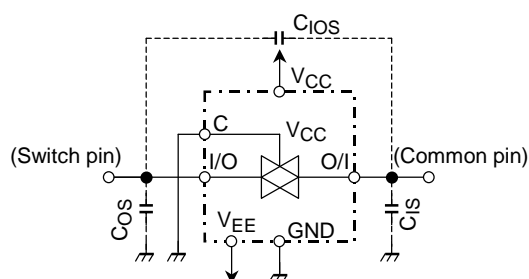 CIOS
VCC
C
VCC
(Switch pin)
I/O
O/I
(Common pin)
COS
VEE
GND
CIS